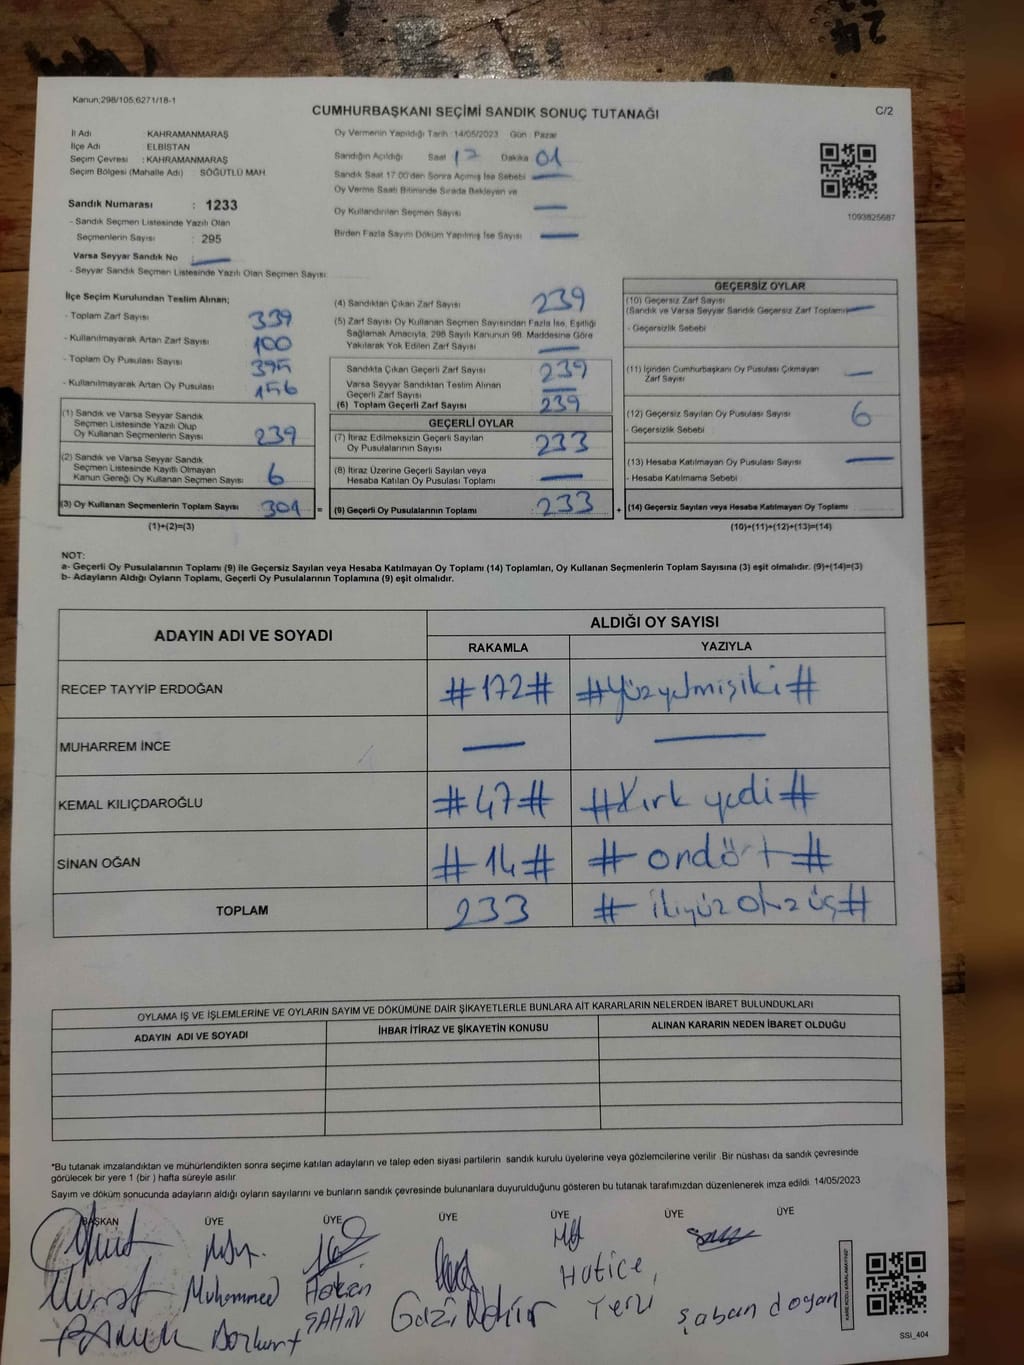 Kanun;298/105;6271/18-1
CUMHURBAŞKANI SEÇİMİ SANDIK SONUÇ TUTANAĞI
C/2
İl Adı KAHRAMANMARAŞ
İlçe Adı ELBİSTAN
Seçim Çevresi : KAHRAMANMARAŞ
Seçim Bölgesi (Mahalle Adı) SÖĞÜTLÜ MAH
Oy Vermenin Yapıldığı Tarih :14/05/2023 Gün : Pazar
Sandığın Açıldığı Saat 17 Dakika 01
Sandık Saat 17.00'den Sonra Açmış İse Sebebi
Oy Verme Saati Bitiminde Sırada Bekleyen ve
Oy Kullandırılan Seçmen Sayısı
Birden Fazla Sayım Döküm Yapılmış İse Sayısı
1093825687
Sandık Numarası : 1233
- Sandık Seçmen Listesinde Yazılı Olan
Seçmenlerin Sayısı : 295
Varsa Seyyar Sandık No
- Seyyar Sandık Seçmen Listesinde Yazılı Olan Seçmen Sayısı:
İlçe Seçim Kurulundan Teslim Alınan;
- Toplam Zarf Sayısı 339
- Kullanılmayarak Artan Zarf Sayısı 100
- Toplam Oy Pusulası Sayısı 395
- Kullanılmayarak Artan Oy Pusulası 156
(1) Sandık ve Varsa Seyyar Sandık
Seçmen Listesinde Yazılı Olup
Oy Kullanan Seçmenlerin Sayısı 239
(2) Sandık ve Varsa Seyyar Sandık
Seçmen Listesinde Kayıtlı Olmayan
Kanun Gereği Oy Kullanan Seçmen Sayısı 6
(3) Oy Kullanan Seçmenlerin Toplam Sayısı 301 =
(1)+(2)=(3)
(4) Sandıktan Çıkan Zarf Sayısı 239
(5) Zarf Sayısı Oy Kullanan Seçmen Sayısından Fazla İse, Eşitliği
Sağlamak Amacıyla, 298 Sayılı Kanunun 98. Maddesine Göre
Yakılarak Yok Edilen Zarf Sayısı
Sandıkta Çıkan Geçerli Zarf Sayısı 239
Varsa Seyyar Sandıktan Teslim Alınan
Geçerli Zarf Sayısı
(6) Toplam Geçerli Zarf Sayısı 239
GEÇERLİ OYLAR
(7) İtiraz Edilmeksizin Geçerli Sayılan
Oy Pusulalarının Sayısı 233
(8) İtiraz Üzerine Geçerli Sayılan veya
Hesaba Katılan Oy Pusulası Toplamı
(9) Geçerli Oy Pusulalarının Toplamı 233 +
GEÇERSİZ OYLAR
(10) Geçersiz Zarf Sayısı
(Sandık ve Varsa Seyyar Sandık Geçersiz Zarf Toplamı)
- Geçersizlik Sebebi
(11) İçinden Cumhurbaşkanı Oy Pusulası Çıkmayan
Zarf Sayısı
(12) Geçersiz Sayılan Oy Pusulası Sayısı 6
- Geçersizlik Sebebi
(13) Hesaba Katılmayan Oy Pusulası Sayısı
- Hesaba Katılmama Sebebi
(14) Geçersiz Sayılan veya Hesaba Katılmayan Oy Toplamı
(10)+(11)+(12)+(13)=(14)
NOT:
a- Geçerli Oy Pusulalarının Toplamı (9) ile Geçersiz Sayılan veya Hesaba Katılmayan Oy Toplamı (14) Toplamları, Oy Kullanan Seçmenlerin Toplam Sayısına (3) eşit olmalıdır. (9)+(14)=(3)
b- Adayların Aldığı Oyların Toplamı, Geçerli Oy Pusulalarının Toplamına (9) eşit olmalıdır.
ADAYIN ADI VE SOYADI
ALDIĞI OY SAYISI
RAKAMLA YAZIYLA
RECEP TAYYİP ERDOĞAN #172# #Yüzyetmişiki#
MUHARREM İNCE
KEMAL KILIÇDAROĞLU #47# #Kırk yedi#
SİNAN OĞAN #14# #ondört#
TOPLAM 233 #ikiyüz otuz üç#
OYLAMA İŞ VE İŞLEMLERİNE VE OYLARIN SAYIM VE DÖKÜMÜNE DAİR ŞİKAYETLERLE BUNLARA AİT KARARLARIN NELERDEN İBARET BULUNDUKLARI
ADAYIN ADI VE SOYADI İHBAR İTİRAZ VE ŞİKAYETİN KONUSU ALINAN KARARIN NEDEN İBARET OLDUĞU
*Bu tutanak imzalandıktan ve mühürlendikten sonra seçime katılan adayların ve talep eden siyasi partilerin sandık kurulu üyelerine veya gözlemcilerine verilir .Bir nüshası da sandık çevresinde
görülecek bir yere 1 (bir ) hafta süreyle asılır.
Sayım ve döküm sonucunda adayların aldığı oyların sayılarını ve bunların sandık çevresinde bulunanlara duyurulduğunu gösteren bu tutanak tarafımızdan düzenlenerek imza edildi. 14/05/2023
BAŞKAN ÜYE ÜYE ÜYE ÜYE ÜYE ÜYE
Murat Muhammed Hakan Gazi Hatice, Şaban doğan
PAMUK Bozkurt ŞAHİN
SSİ_404